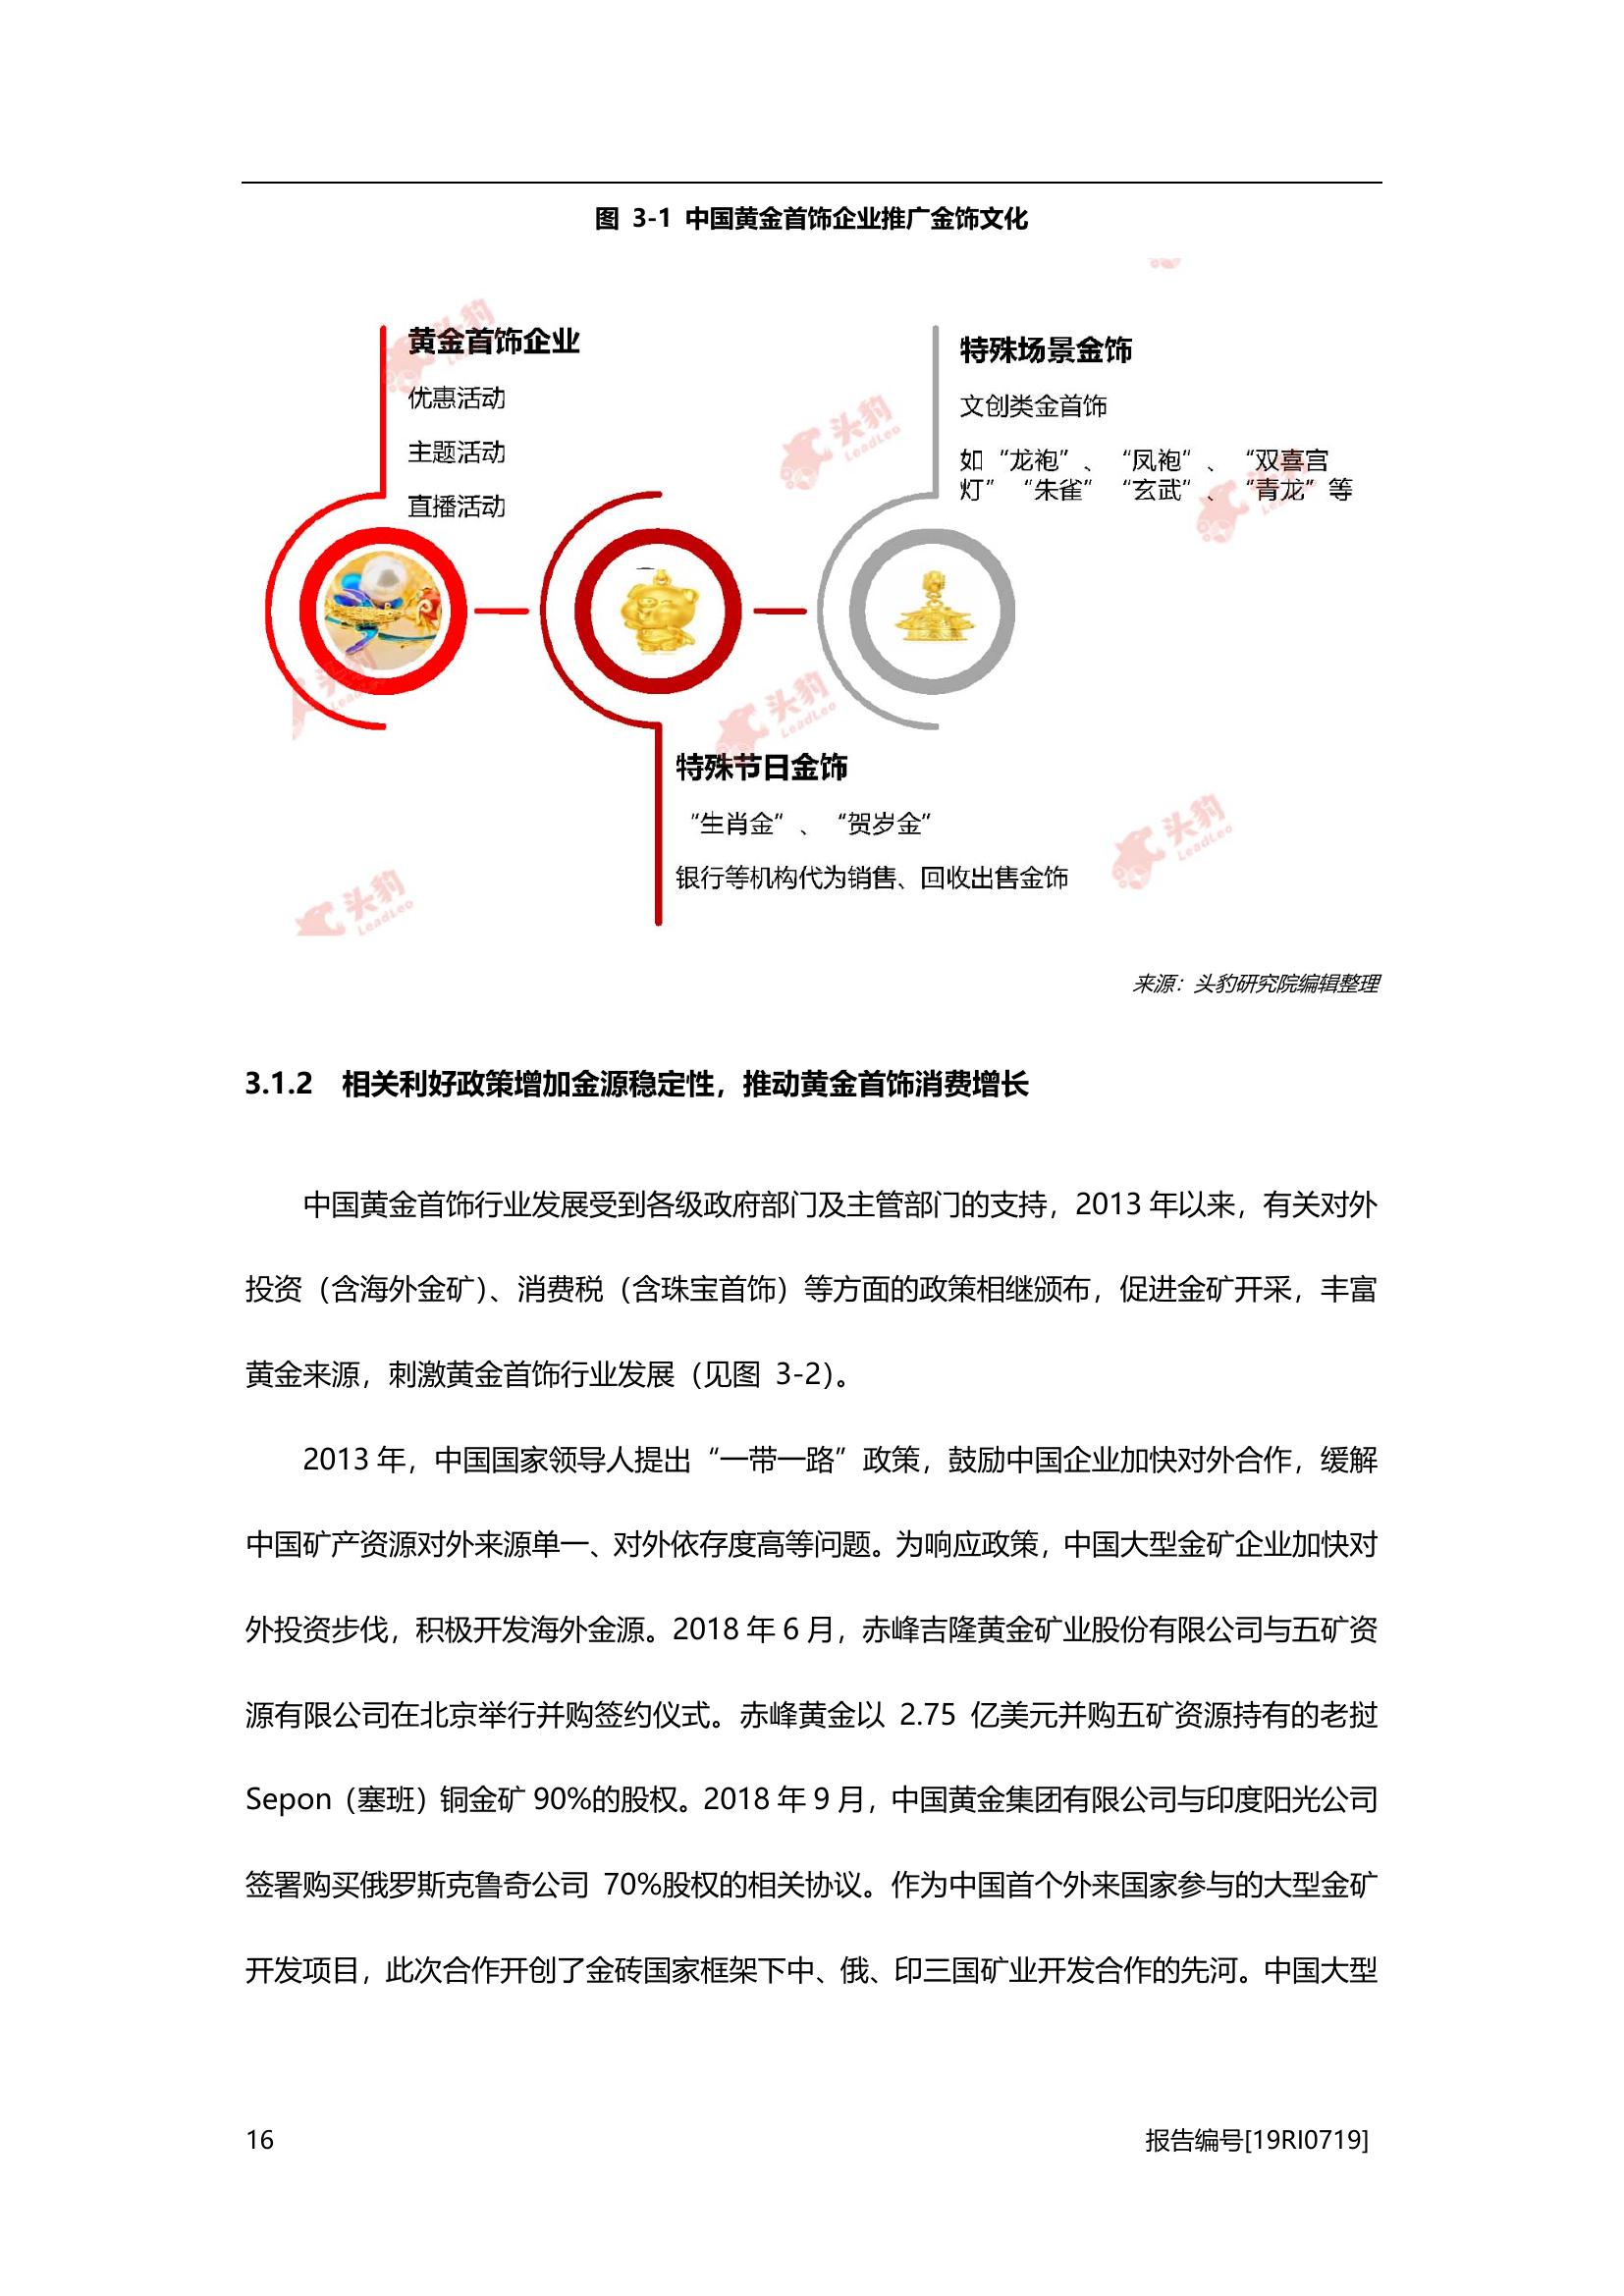 图 3-1 中国黄金首饰企业推广金饰文化
黄金首饰企业
优惠活动
主题活动
直播活动
特殊场景金饰
文创类金首饰
如“龙袍”、“凤袍”、“双喜宫
灯”“朱雀”“玄武”、“青龙”等
特殊节日金饰
“生肖金”、“贺岁金”
银行等机构代为销售、回收出售金饰
头豹
LeadLeo
来源：头豹研究院编辑整理
3.1.2 相关利好政策增加金源稳定性，推动黄金首饰消费增长
中国黄金首饰行业发展受到各级政府部门及主管部门的支持，2013 年以来，有关对外
投资（含海外金矿）、消费税（含珠宝首饰）等方面的政策相继颁布，促进金矿开采，丰富
黄金来源，刺激黄金首饰行业发展（见图 3-2）。
2013 年，中国国家领导人提出“一带一路”政策，鼓励中国企业加快对外合作，缓解
中国矿产资源对外来源单一、对外依存度高等问题。为响应政策，中国大型金矿企业加快对
外投资步伐，积极开发海外金源。2018 年 6 月，赤峰吉隆黄金矿业股份有限公司与五矿资
源有限公司在北京举行并购签约仪式。赤峰黄金以 2.75 亿美元并购五矿资源持有的老挝
Sepon（塞班）铜金矿 90%的股权。2018 年 9 月，中国黄金集团有限公司与印度阳光公司
签署购买俄罗斯克鲁奇公司 70%股权的相关协议。作为中国首个外来国家参与的大型金矿
开发项目，此次合作开创了金砖国家框架下中、俄、印三国矿业开发合作的先河。中国大型
16
报告编号[19RI0719]